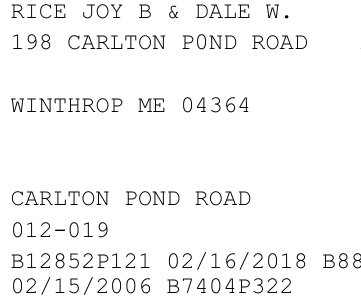 RICE JOY B & DALE W.
198 CARLTON P0ND ROAD
WINTHROP ME 04364
CARLTON POND ROAD
012-019
B12852P121 02/16/2018 B88
02/15/2006 B7404P322